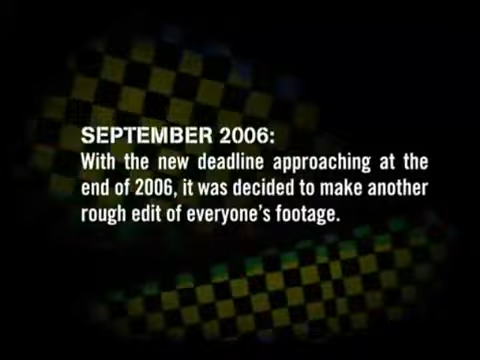 SEPTEMBER 2006:
With the new deadline approaching at the
end of 2006, it was decided to make another
rough edit of everyone's footage.